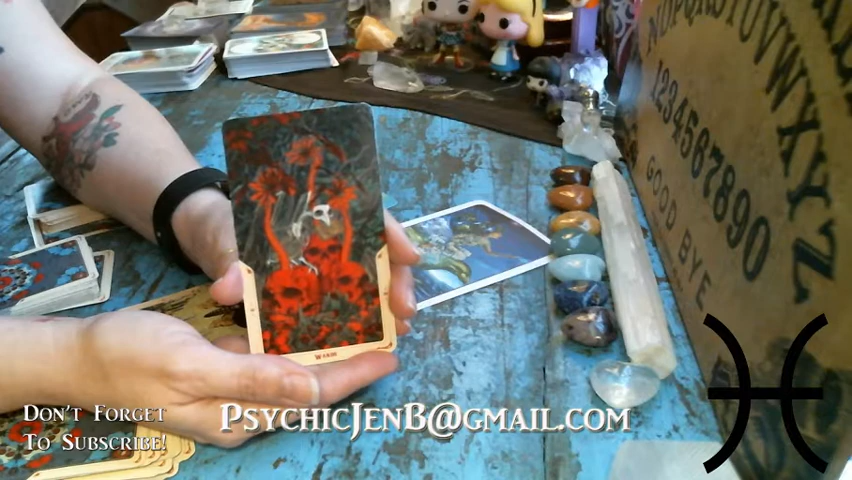 NOPQRSTUVWXYZ
1234567890
GOOD BYE
DON'T FORGET
TO SUBSCRIBE!
PSYCHICJENB@GMAIL.COM